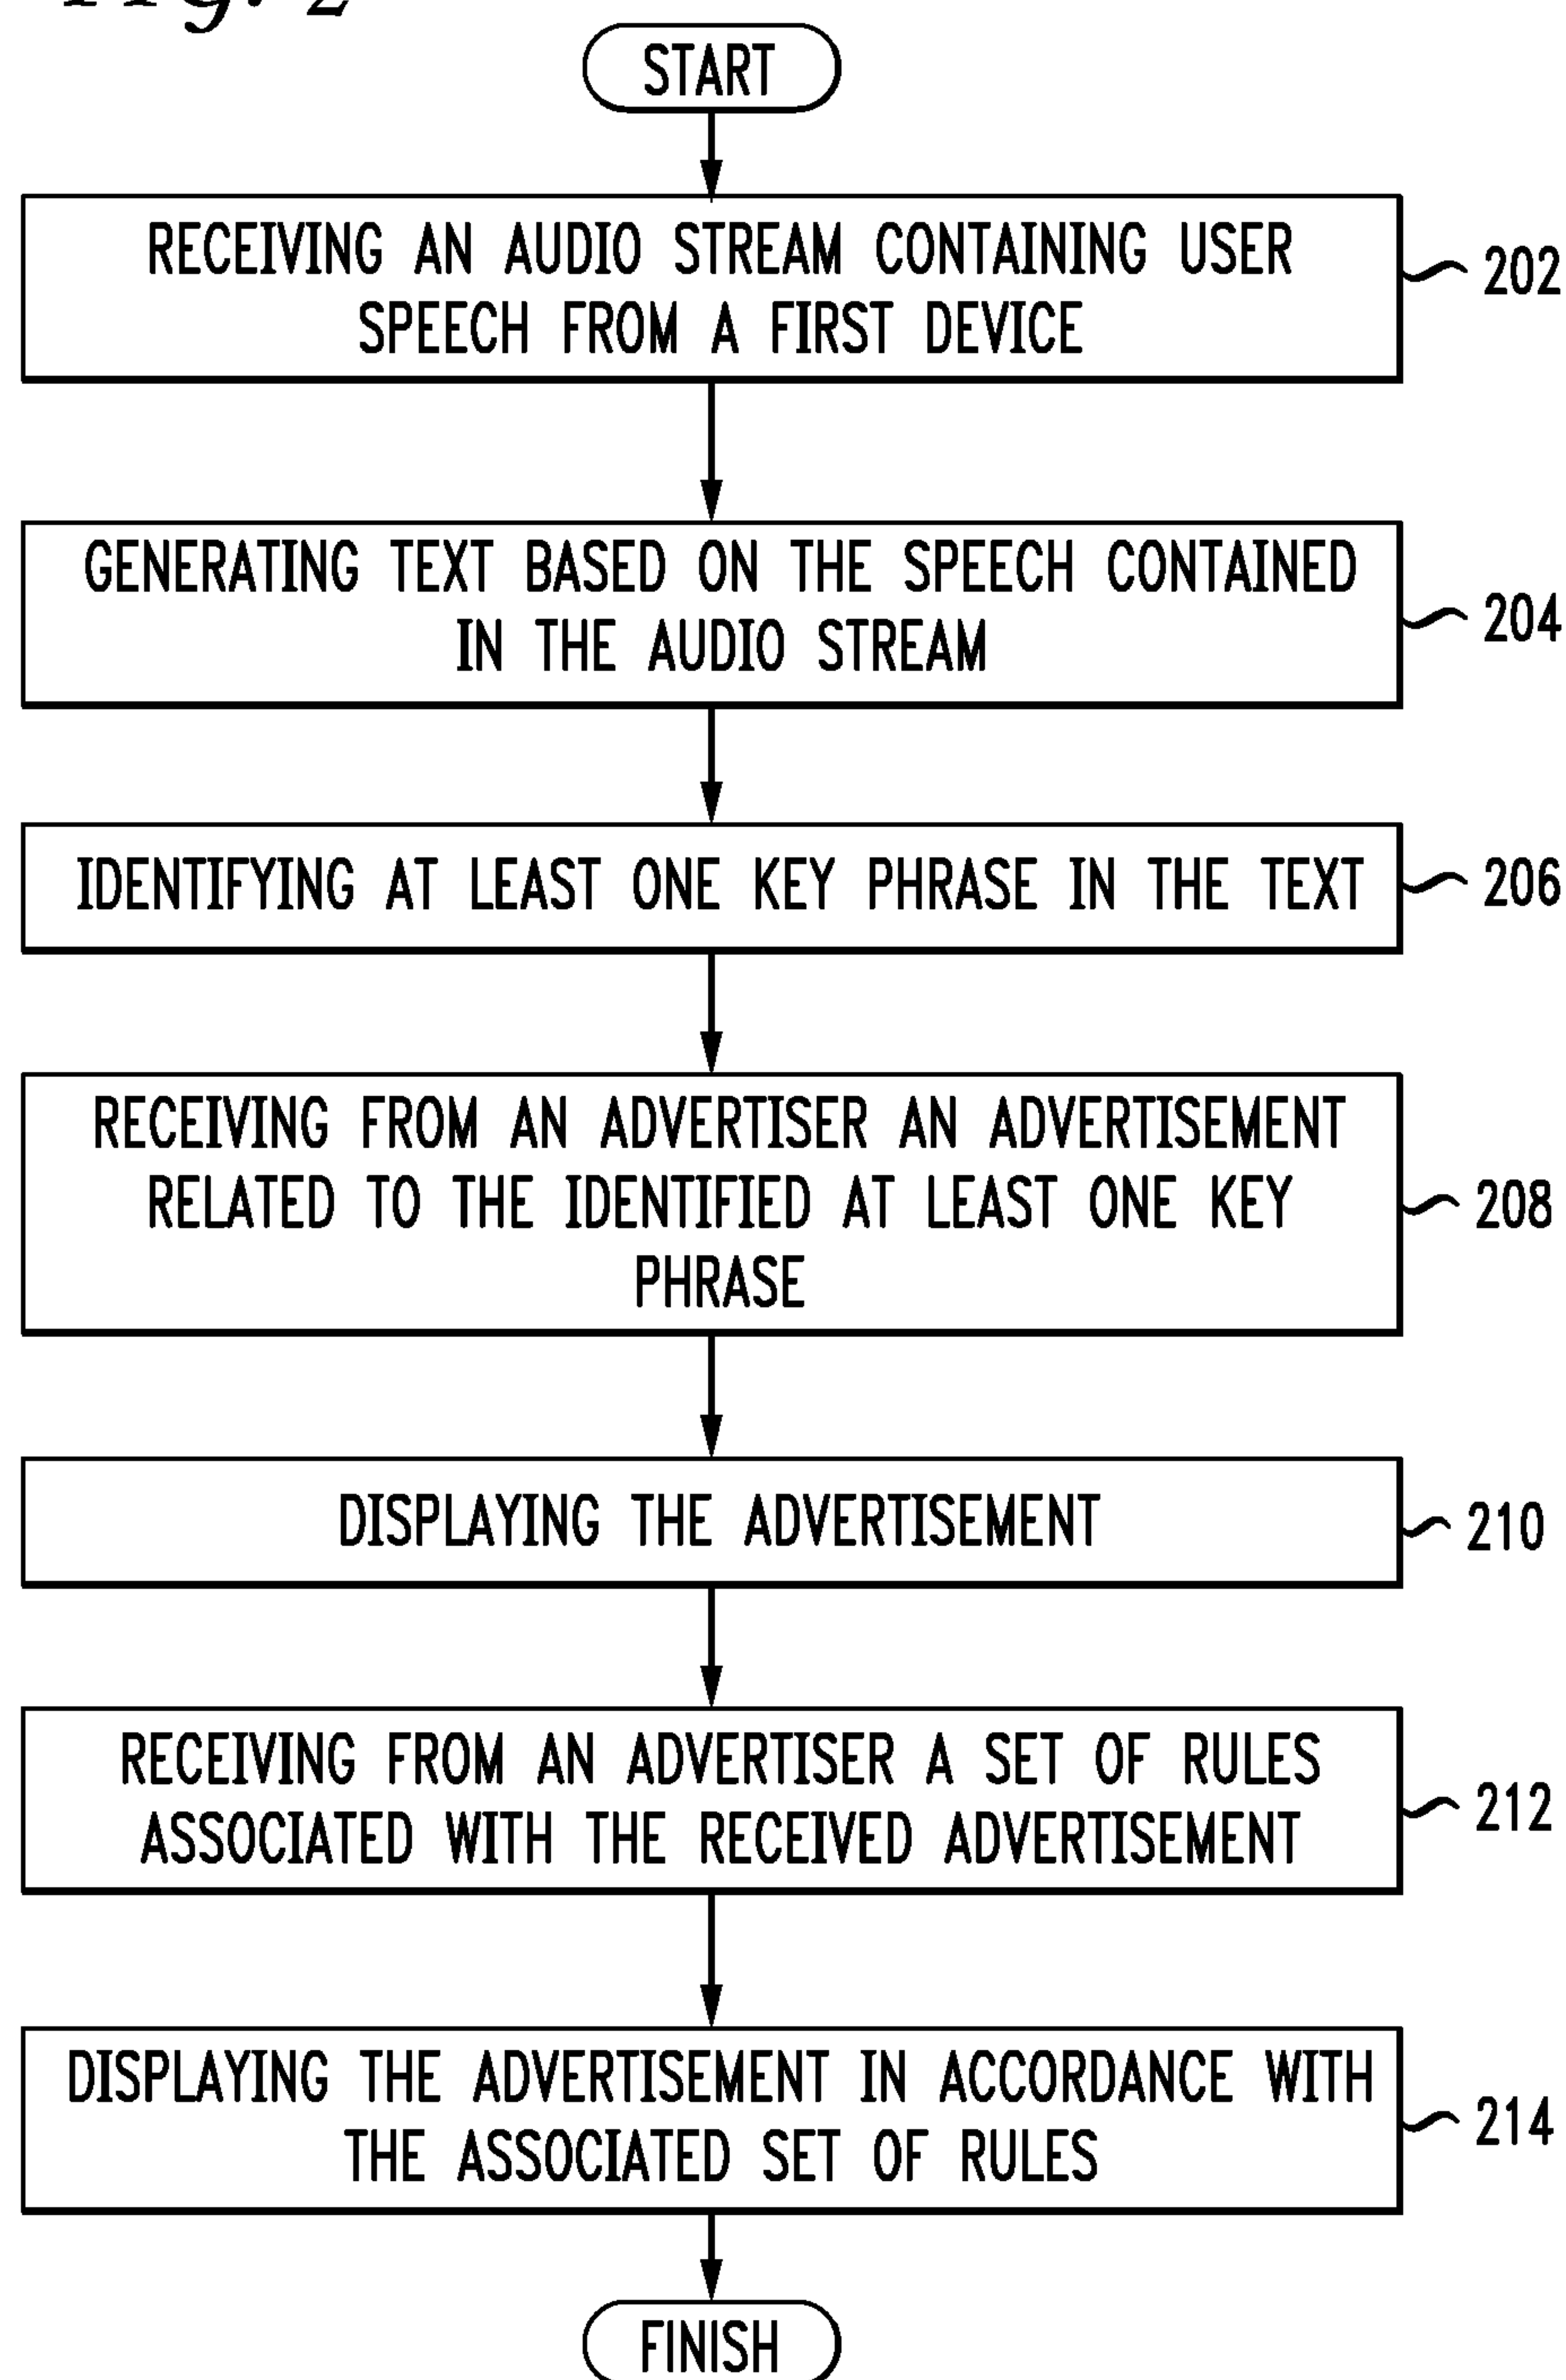 Fig. 2
START
RECEIVING AN AUDIO STREAM CONTAINING USER
SPEECH FROM A FIRST DEVICE
202
GENERATING TEXT BASED ON THE SPEECH CONTAINED
IN THE AUDIO STREAM
204
IDENTIFYING AT LEAST ONE KEY PHRASE IN THE TEXT
206
RECEIVING FROM AN ADVERTISER AN ADVERTISEMENT
RELATED TO THE IDENTIFIED AT LEAST ONE KEY
PHRASE
208
DISPLAYING THE ADVERTISEMENT
210
RECEIVING FROM AN ADVERTISER A SET OF RULES
ASSOCIATED WITH THE RECEIVED ADVERTISEMENT
212
DISPLAYING THE ADVERTISEMENT IN ACCORDANCE WITH
THE ASSOCIATED SET OF RULES
214
FINISH